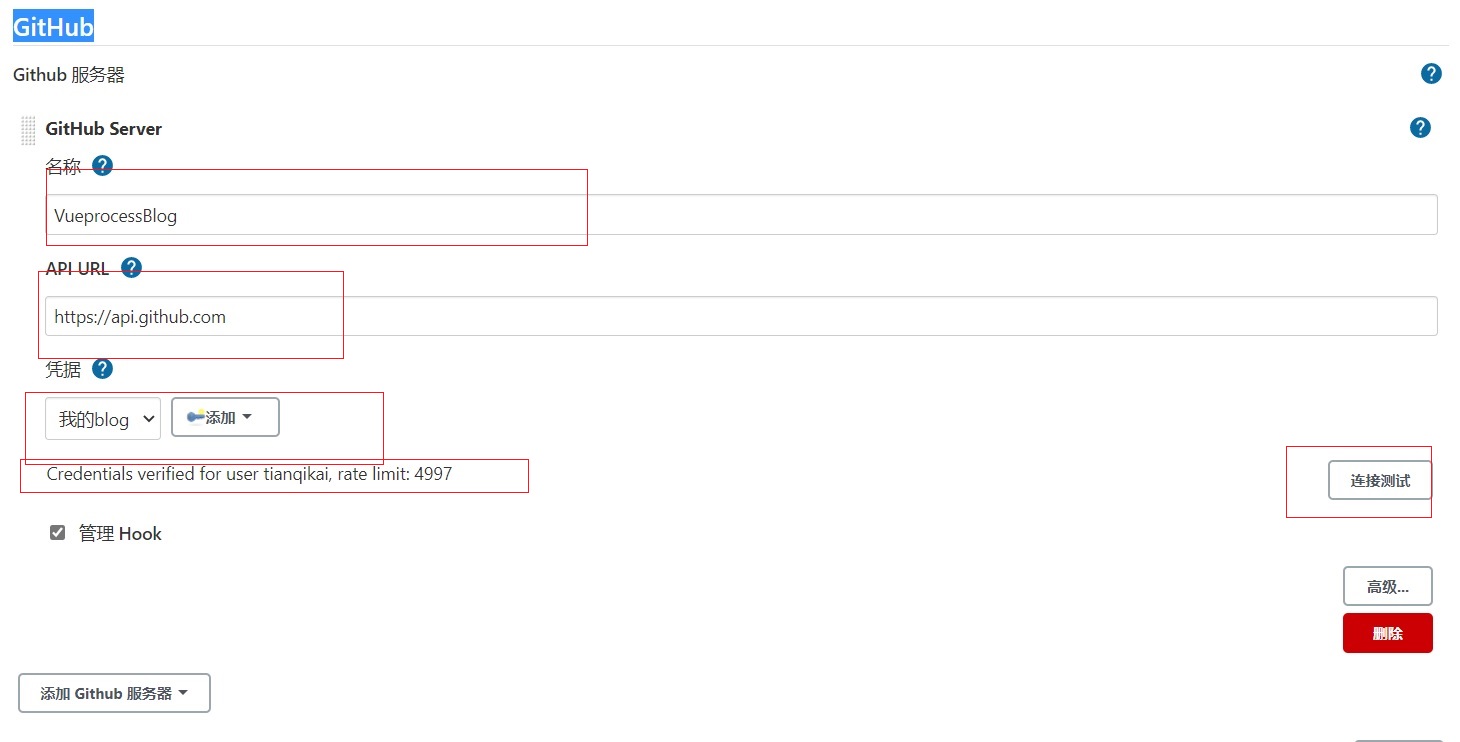 GitHub
Github 服务器
?
GitHub Server
?
名称 ?
VueprocessBlog
API URL ?
https://api.github.com
凭据 ?
我的blog
添加
Credentials verified for user tianqikai, rate limit: 4997
连接测试
管理 Hook
高级...
删除
添加 Github 服务器